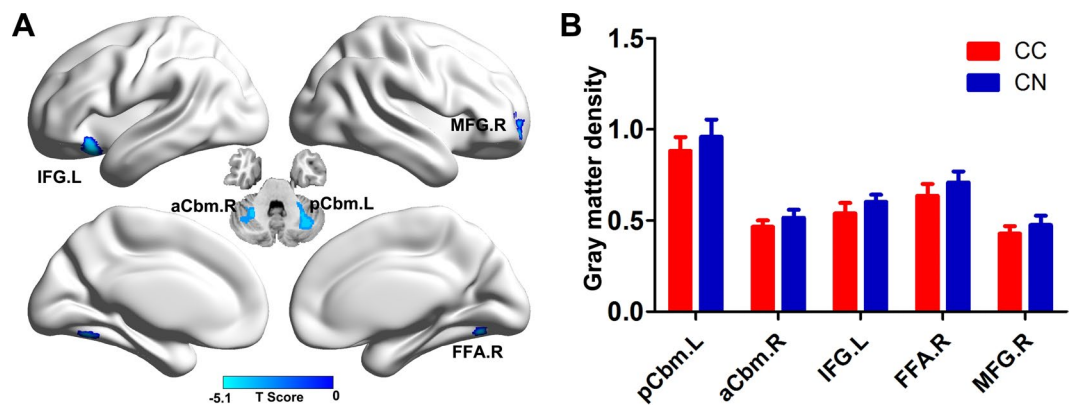 A
IFG.L
MFG.R
aCbm.R
pCbm.L
FFA.R
-5.1 T Score 0
B
Gray matter density
1.5
1.0
0.5
0.0
CC
CN
pCbm.L
aCbm.R
IFG.L
FFA.R
MFG.R